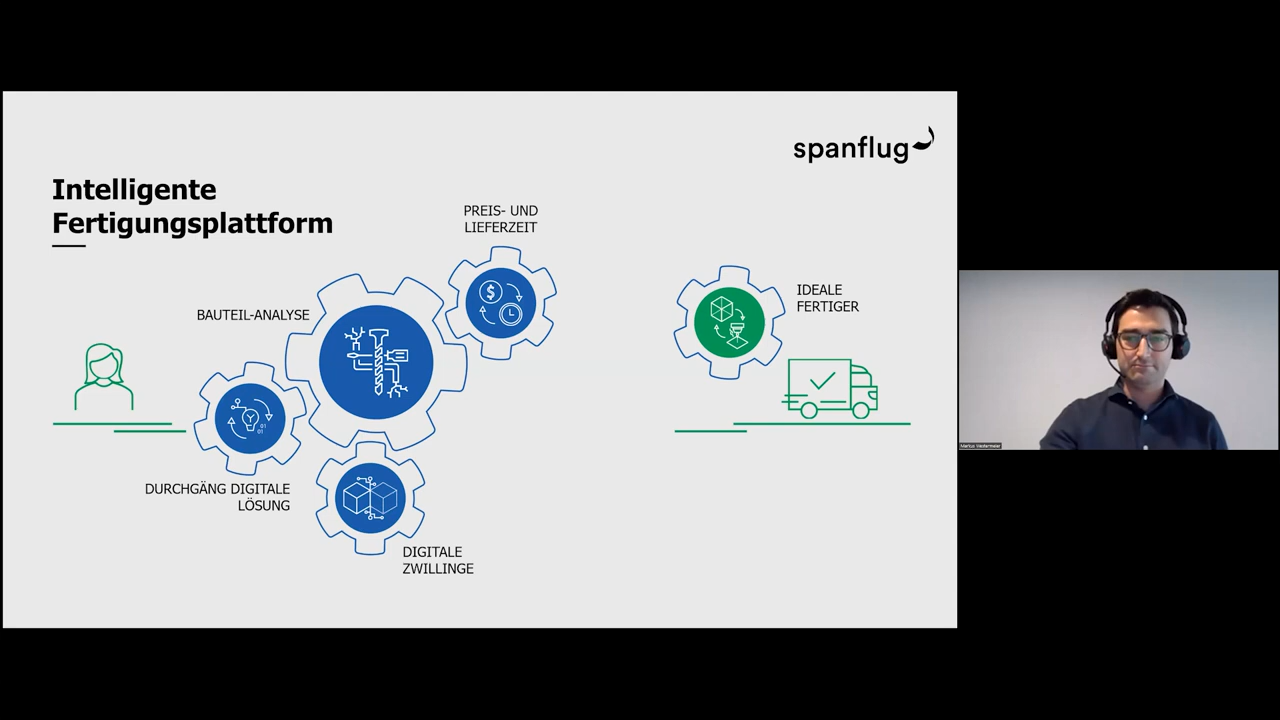 spanflug
Intelligente
Fertigungsplattform
PREIS- UND
LIEFERZEIT
BAUTEIL-ANALYSE
IDEALE
FERTIGER
DURCHGÄNG DIGITALE
LÖSUNG
DIGITALE
ZWILLINGE